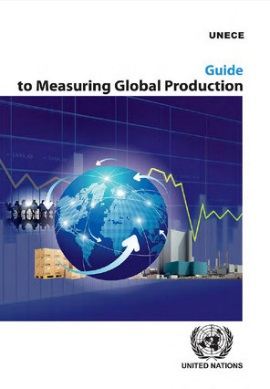 UNECE
Guide
to Measuring Global Production
UNITED NATIONS